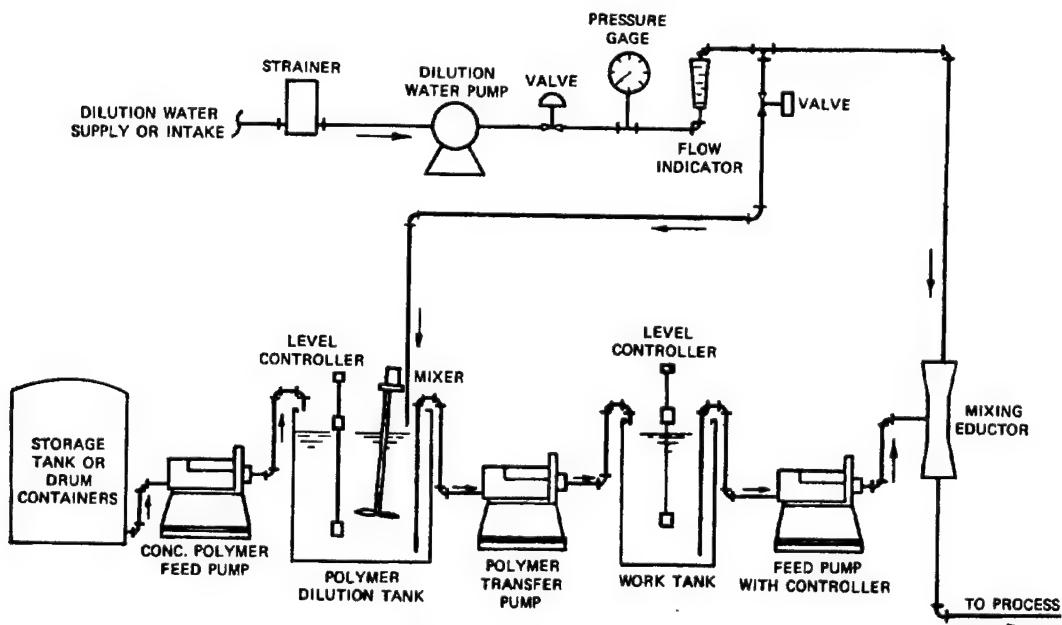 PRESSURE
GAGE
STRAINER
DILUTION
WATER PUMP
VALVE
DILUTION WATER
SUPPLY OR INTAKE
VALVE
FLOW
INDICATOR
LEVEL
CONTROLLER
MIXER
LEVEL
CONTROLLER
MIXING
EDUCTOR
STORAGE
TANK OR
DRUM
CONTAINERS
CONC. POLYMER
FEED PUMP
POLYMER
DILUTION TANK
POLYMER
TRANSFER
PUMP
WORK TANK
FEED PUMP
WITH CONTROLLER
TO PROCESS